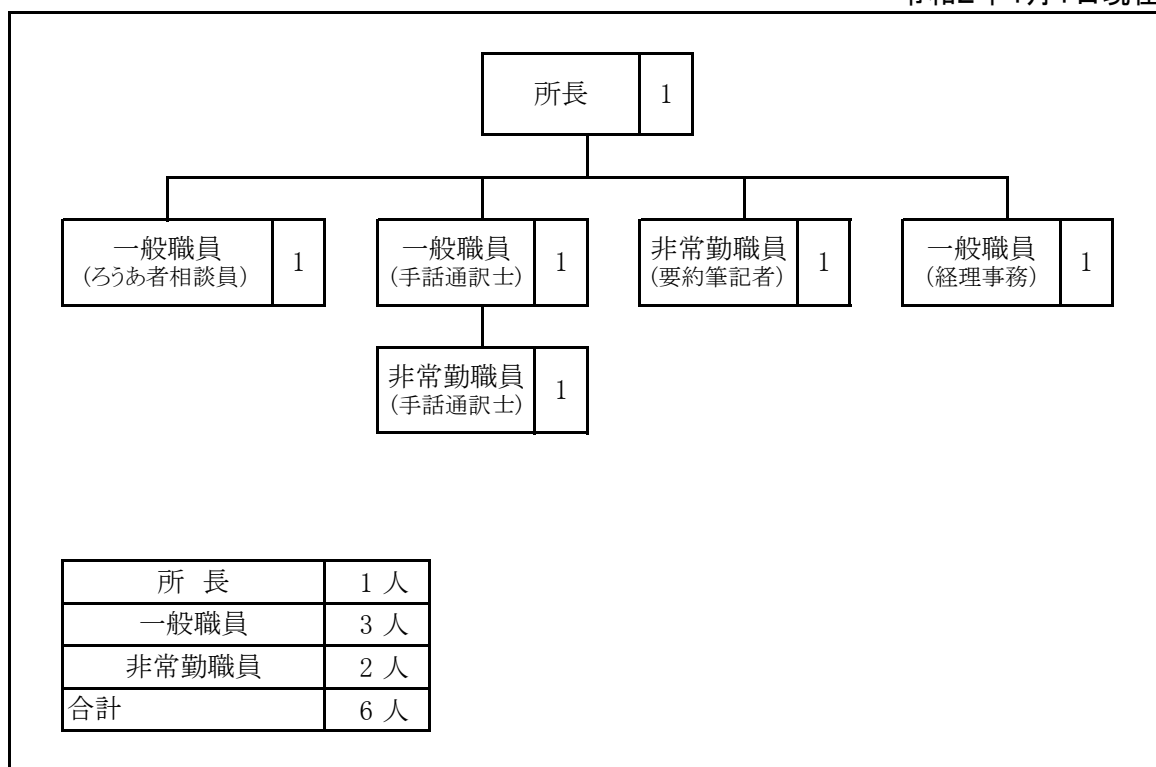 所長 1
一般職員 1
(ろうあ者相談員)
一般職員 1
(手話通訳士)
非常勤職員 1
(要約筆記者)
一般職員 1
(経理事務)
非常勤職員 1
(手話通訳士)
所 長 1 人
一般職員 3 人
非常勤職員 2 人
合計 6 人